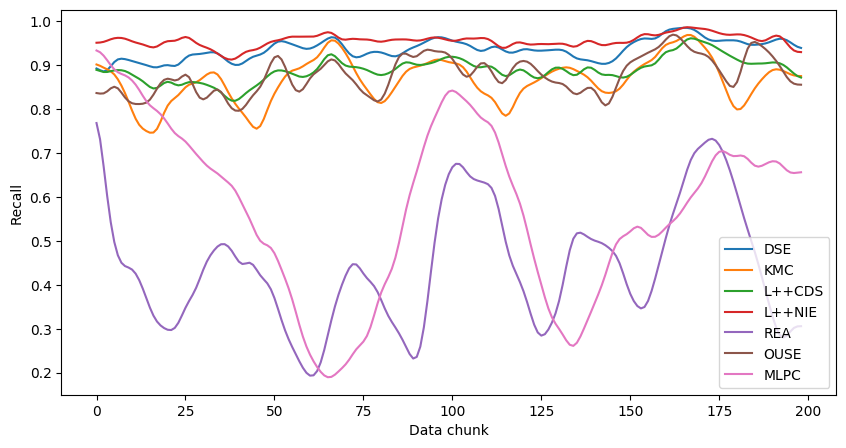 1.0
0.9
0.8
0.7
0.6
0.5
0.4
0.3
0.2
Recall
0 25 50 75 100 125 150 175 200
Data chunk
DSE
KMC
L++CDS
L++NIE
REA
OUSE
MLPC